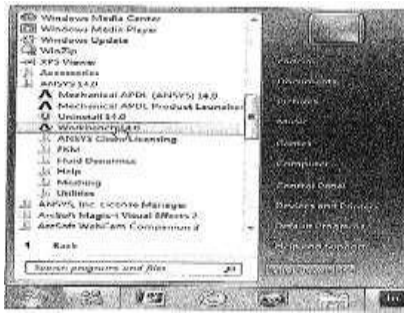 Windows Media Center
Windows Media Player
Windows Update
WinZip
XPS Viewer
Accessories
ANSYS 14.0
Mechanical APDL (ANSYS) 14.0
Mechanical APDL Product Launcher
Uninstall 14.0
Workbench 14.0
ANSYS Client Licensing
Fluid Dynamics
Help
Meshing
Utilities
ANSYS, Inc. License Manager
ArcSoft Magic-i Visual Effects 2
ArcSoft WebCam Companion
Back
Search programs and files
Documents
Pictures
Music
Games
Computer
Control Panel
Devices and Printers
Default Programs
Help and Support